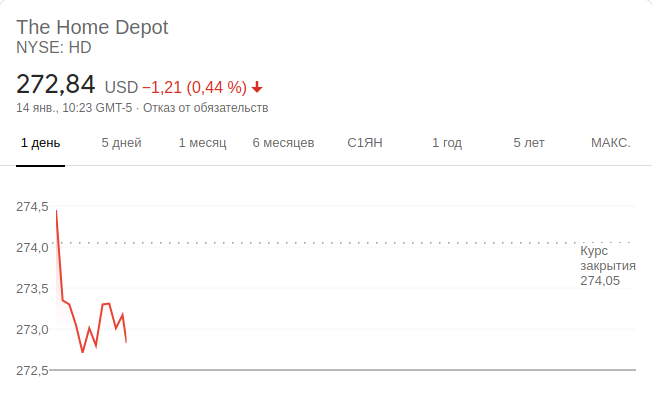 The Home Depot
NYSE: HD
272,84 USD −1,21 (0,44 %)
14 янв., 10:23 GMT-5 · Отказ от обязательств
1 день 5 дней 1 месяц 6 месяцев С1ЯН 1 год 5 лет МАКС.
274,5
274,0
273,5
273,0
272,5
Курс
закрытия
274,05